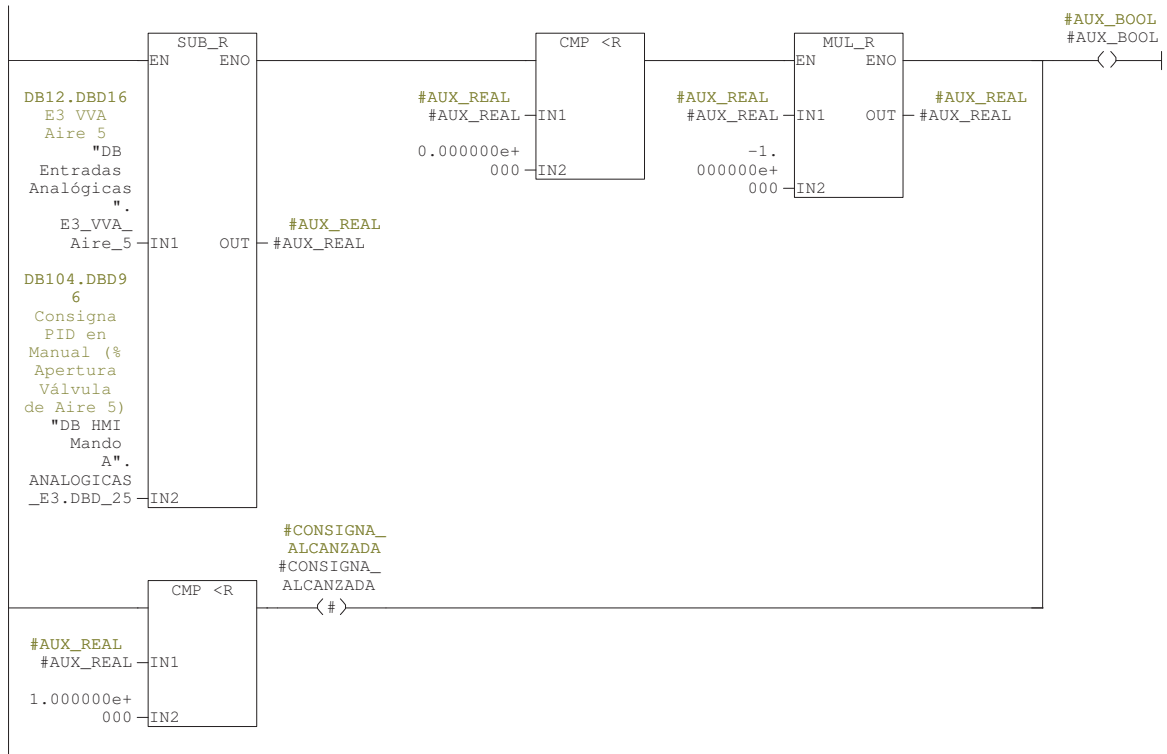 #AUX_BOOL
#AUX_BOOL
SUB_R
EN ENO
CMP <R
MUL_R
EN ENO
DB12.DBD16
E3 VVA
Aire 5
"DB
Entradas
Analógicas
".
E3_VVA_
Aire_5 IN1
OUT
#AUX_REAL
#AUX_REAL
#AUX_REAL
#AUX_REAL IN1
0.000000e+
000 IN2
#AUX_REAL
#AUX_REAL IN1
OUT
#AUX_REAL
#AUX_REAL
-1.
000000e+
000 IN2
DB104.DBD9
6
Consigna
PID en
Manual (%
Apertura
Válvula
de Aire 5)
"DB HMI
Mando
A".
ANALOGICAS
_E3.DBD_25 IN2
#CONSIGNA_
ALCANZADA
#CONSIGNA_
ALCANZADA
#
CMP <R
#AUX_REAL
#AUX_REAL IN1
1.000000e+
000 IN2